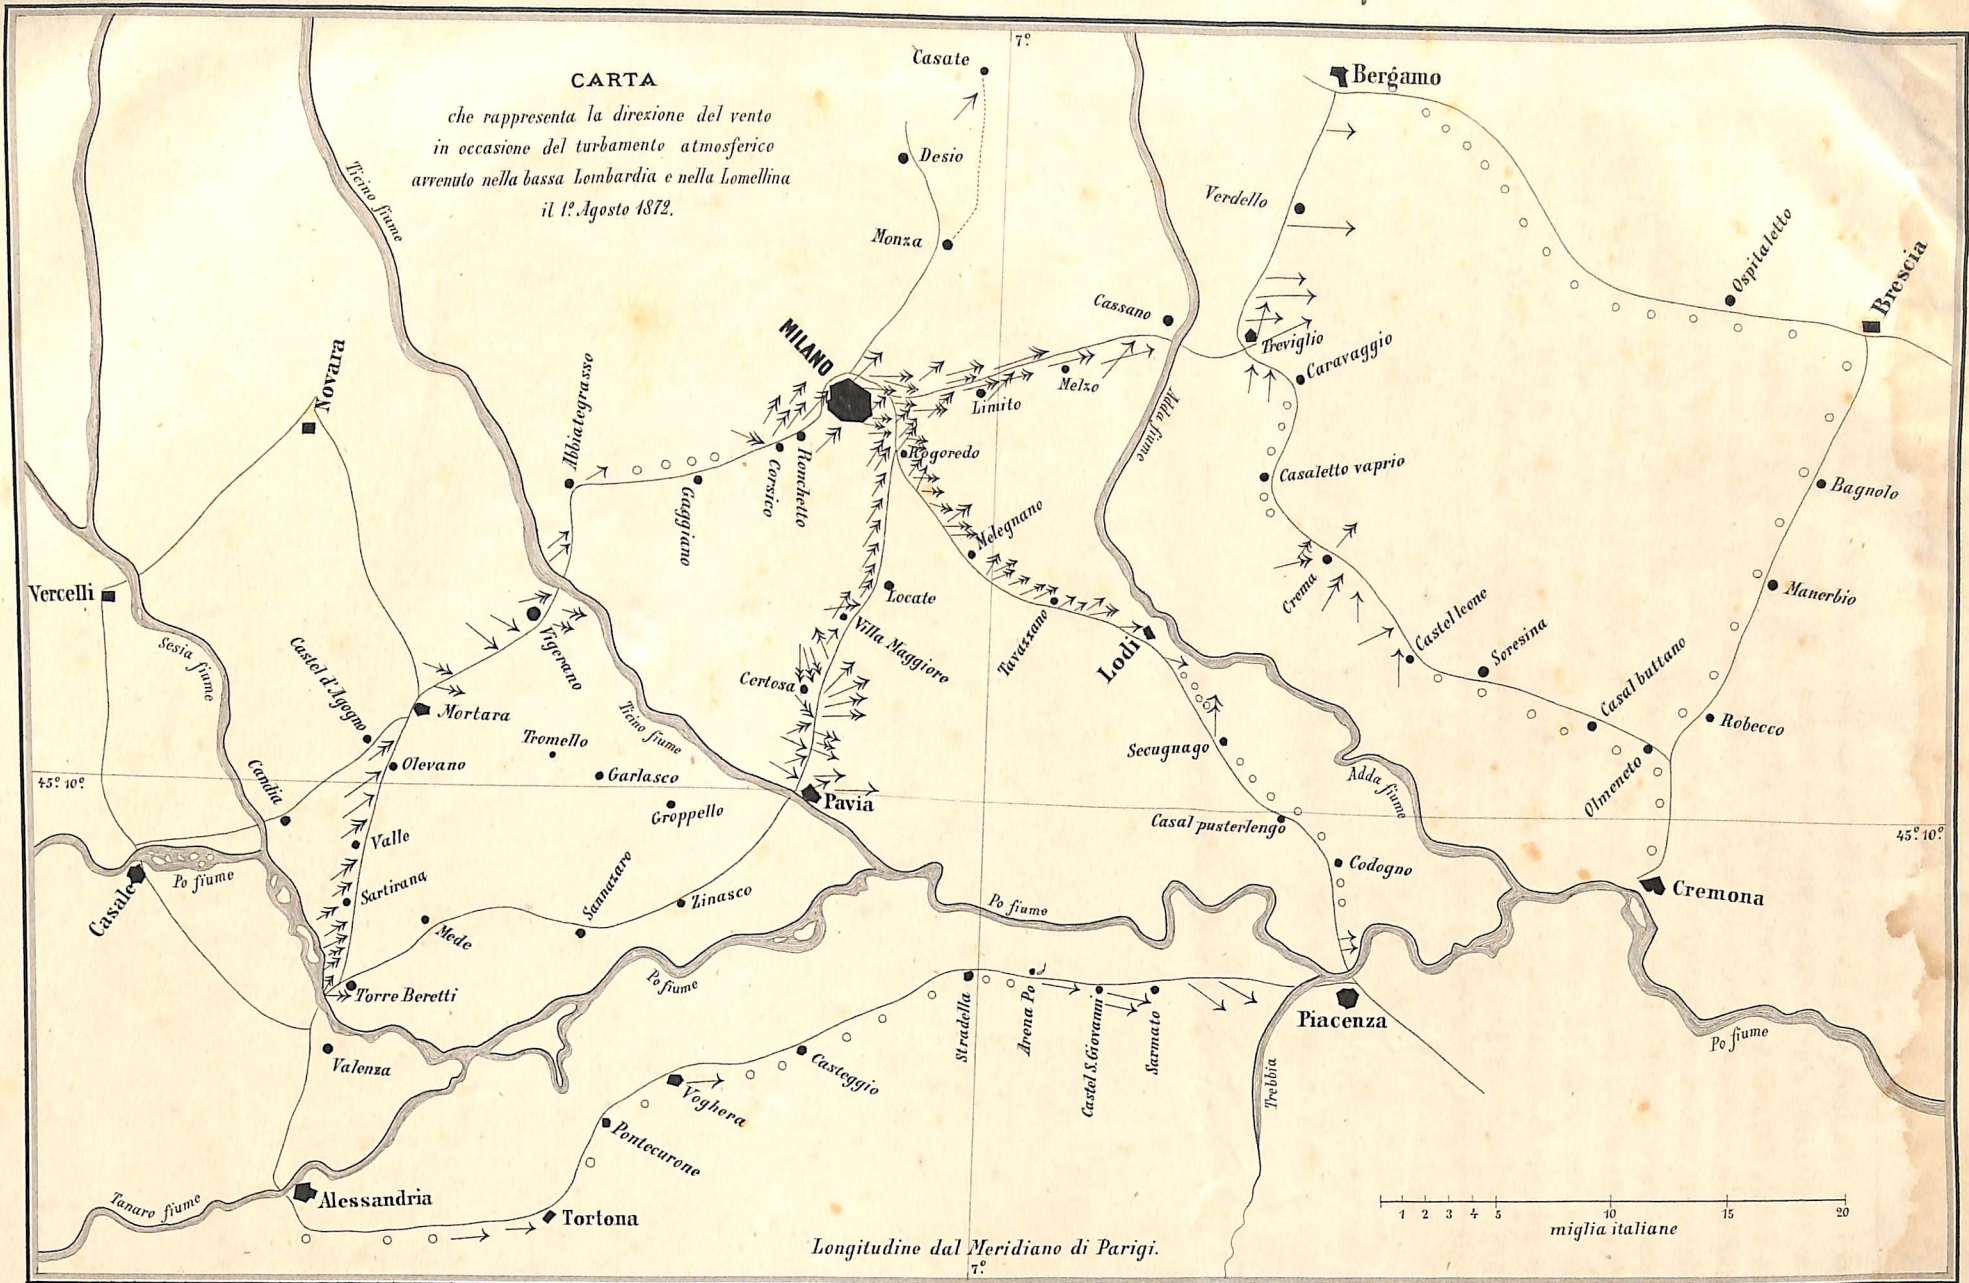 CARTA
che rappresenta la direzione del vento
in occasione del turbamento atmosferico
avvenuto nella bassa Lombardia e nella Lomellina
il 1º. Agosto 1872.
7º.
Casate
Bergamo
Desio
Verdello
Ticino fiume
Monza
Ospitaletto
Brescia
Cassano
MILANO
Treviglio
Caravaggio
Novara
Abbiategrasso
Melzo
Limito
Adda fiume
Rogoredo
Casaletto vaprio
Bagnolo
Gaggiano
Corsico
Ronchetto
Melegnano
Crema
Vercelli
Locate
Manerbio
Castel leone
Soresina
Villa Maggiore
Tavazzano
Lodi
Sesia fiume
Castel d'Agogno
Vigevano
Certosa
Casal buttano
Mortara
Ticino fiume
Robecco
Tromello
Secugnago
Olevano
Garlasco
Candia
Adda fiume
Olmeneto
45º. 10º.
Pavia
Groppello
Casal pusterlengo
45º. 10º.
Valle
Codogno
Po fiume
Casale
Sartirana
Sannazaro
Zinasco
Cremona
Mede
Po fiume
Torre Beretti
Po fiume
Stradella
Arena Po
Castel S. Giovanni
Sarmato
Piacenza
Po fiume
Valenza
Casteggio
Trebbia
Voghera
Pontecurone
Tanaro fiume
Alessandria
Tortona
1 2 3 4 5 10 15 20
miglia italiane
Longitudine dal Meridiano di Parigi.
7º.